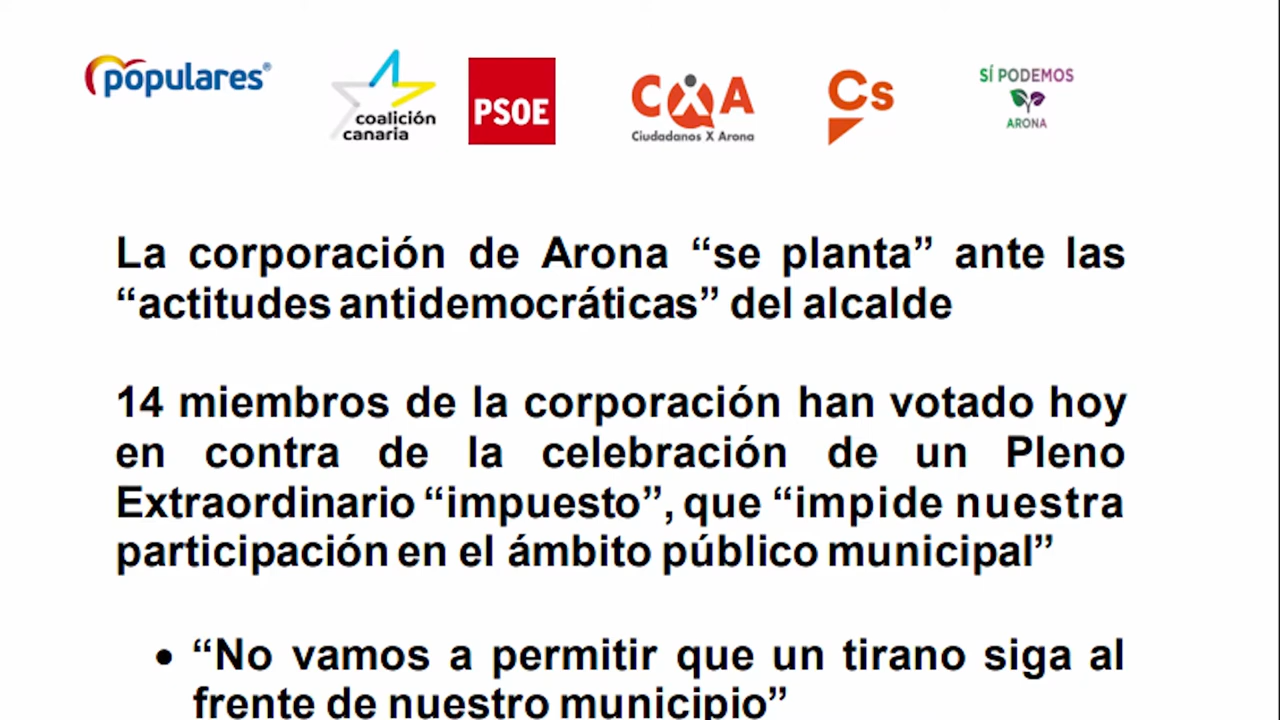 populares®
coalición
canaria
PSOE
CXA
Ciudadanos X Arona
Cs
SÍ PODEMOS
ARONA
La corporación de Arona “se planta” ante las
“actitudes antidemocráticas” del alcalde
14 miembros de la corporación han votado hoy
en contra de la celebración de un Pleno
Extraordinario “impuesto”, que “impide nuestra
participación en el ámbito público municipal”
• “No vamos a permitir que un tirano siga al
frente de nuestro municipio”